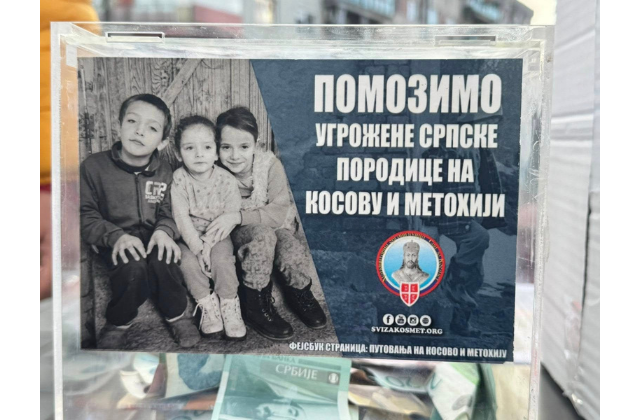 ПОМОЗИМО
УГРОЖЕНЕ СРПСКЕ
ПОРОДИЦЕ НА
КОСОВУ И МЕТОХИЈИ
SVIZAKOSMET.ORG
ФЕЈСБУК СТРАНИЦА: ПУТОВАЊА НА КОСОВО И МЕТОХИЈУ
СРБИЈЕ